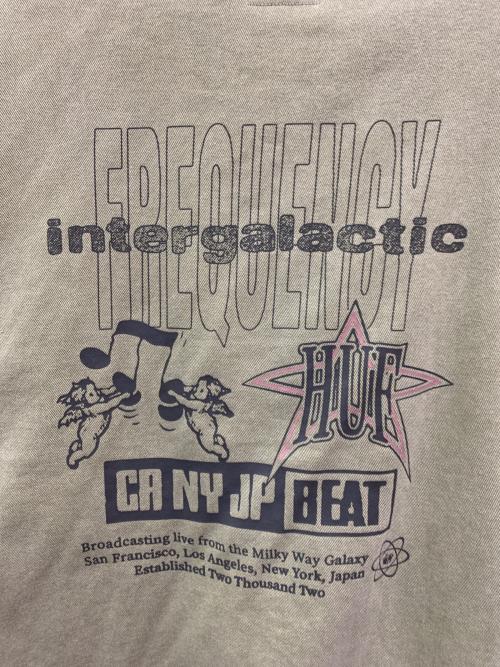 FREQUENCY
intergalactic
HUF
CA NY JP BEAT
Broadcasting live from the Milky Way Galaxy
San Francisco, Los Angeles, New York, Japan
Established Two Thousand Two